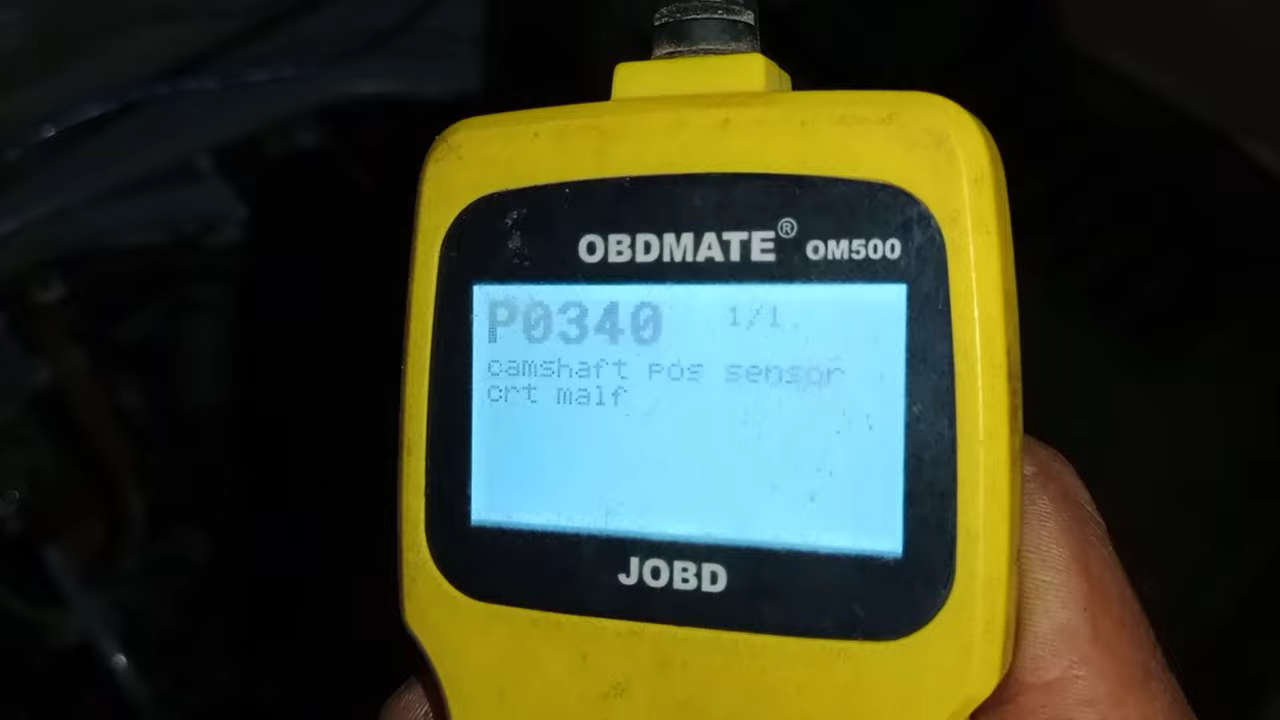 OBDMATE® OM500
P0340 1/1.
camshaft pos sensor
crt malf
JOBD